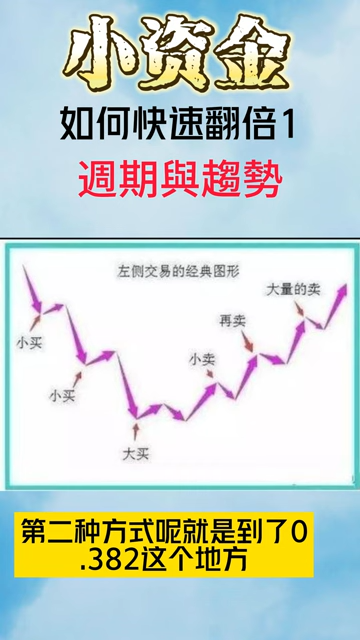 小资金
如何快速翻倍1
週期與趨勢
左侧交易的经典图形
大量的卖
再卖
小买
小卖
小买
大买
第二种方式呢就是到了0
.382这个地方